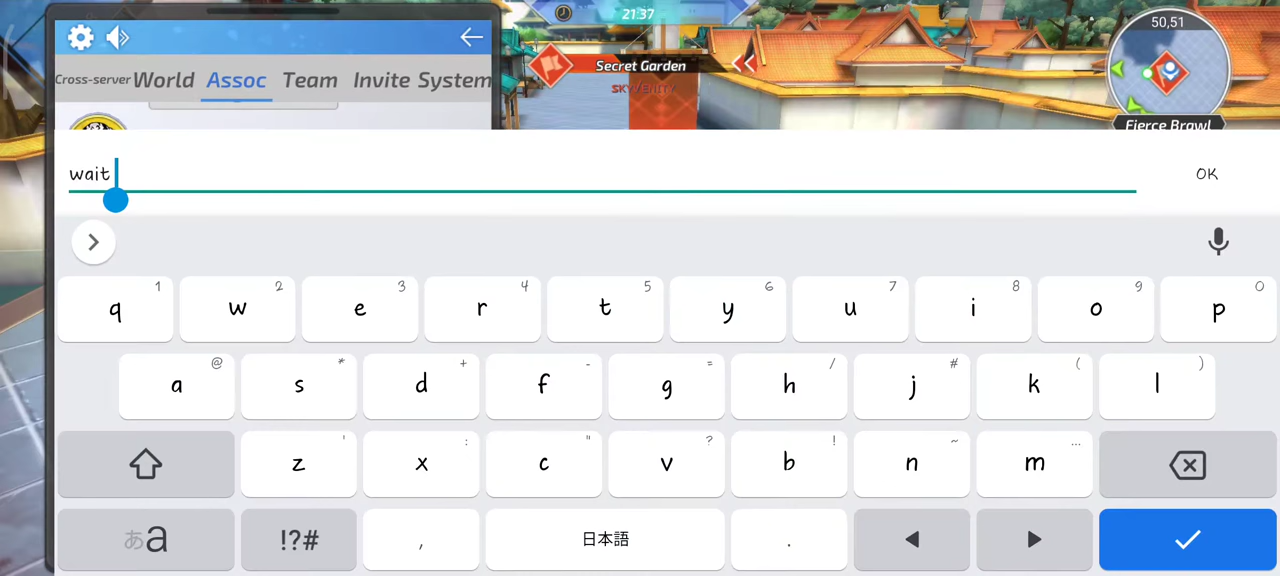 21:37
50,51
Secret Garden
SKYVENITY
Cross-server World Assoc Team Invite System
Fierce Brawl
wait
OK
q 1 w 2 e 3 r 4 t 5 y 6 u 7 i 8 o 9 p 0
a @ s * d + f - g = h / j # k ( l )
z ' x : c " v ? b ! n ~ m …
あa !?# , 日本語 .